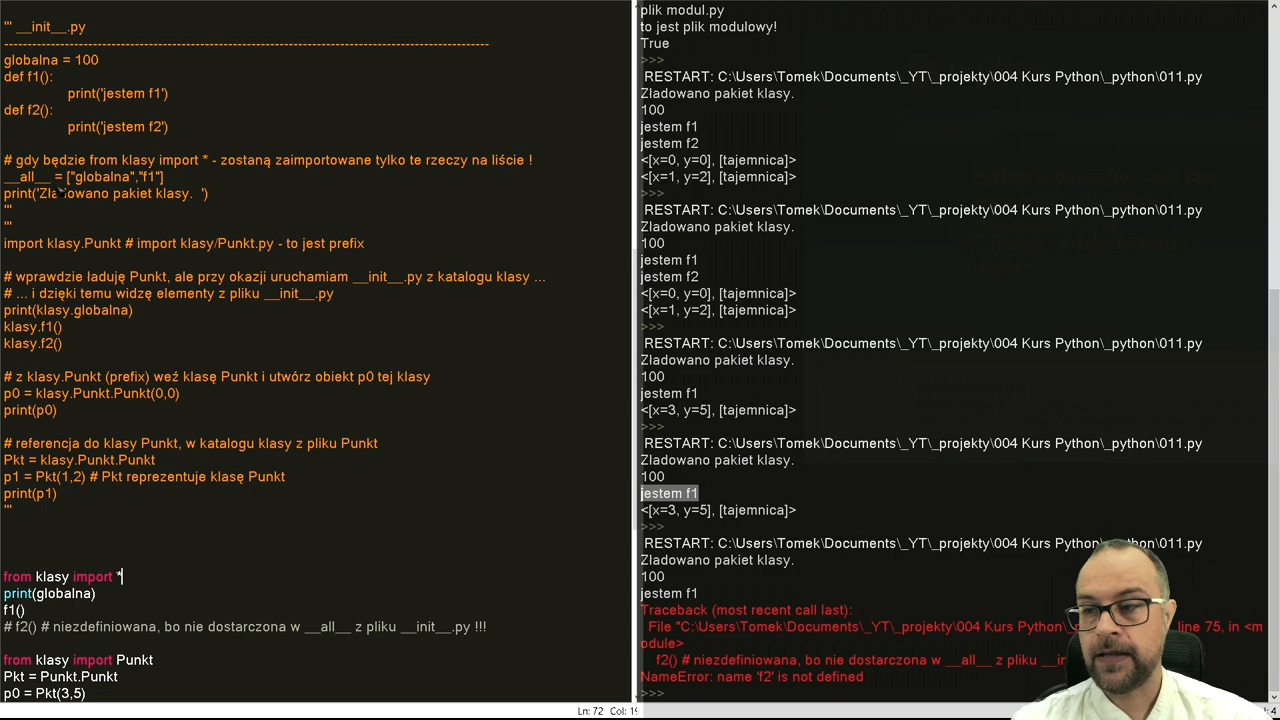 ''' __init__.py
----------------------------------------------------------------------------------------------------
globalna = 100
def f1():
print('jestem f1')
def f2():
print('jestem f2')
# gdy będzie from klasy import * - zostaną zaimportowane tylko te rzeczy na liście !
__all__ = ["globalna","f1"]
print('Zładowano pakiet klasy.  ')
'''
'''
import klasy.Punkt # import klasy/Punkt.py - to jest prefix
# wprawdzie ładuję Punkt, ale przy okazji uruchamiam __init__.py z katalogu klasy ...
# ... i dzięki temu widzę elementy z pliku __init__.py
print(klasy.globalna)
klasy.f1()
klasy.f2()
# z klasy.Punkt (prefix) weź klasę Punkt i utwórz obiekt p0 tej klasy
p0 = klasy.Punkt.Punkt(0,0)
print(p0)
# referencja do klasy Punkt, w katalogu klasy z pliku Punkt
Pkt = klasy.Punkt.Punkt
p1 = Pkt(1,2) # Pkt reprezentuje klasę Punkt
print(p1)
'''
from klasy import *
print(globalna)
f1()
# f2() # niezdefiniowana, bo nie dostarczona w __all__ z pliku __init__.py !!!
from klasy import Punkt
Pkt = Punkt.Punkt
p0 = Pkt(3,5)
Ln: 72 Col: 19
plik modul.py
to jest plik modułowy!
True
>>>
RESTART: C:\Users\Tomek\Documents\_YT\_projekty\004 Kurs Python\_python\011.py
Zładowano pakiet klasy.
100
jestem f1
jestem f2
<[x=0, y=0], [tajemnica]>
<[x=1, y=2], [tajemnica]>
>>>
RESTART: C:\Users\Tomek\Documents\_YT\_projekty\004 Kurs Python\_python\011.py
Zładowano pakiet klasy.
100
jestem f1
jestem f2
<[x=0, y=0], [tajemnica]>
<[x=1, y=2], [tajemnica]>
>>>
RESTART: C:\Users\Tomek\Documents\_YT\_projekty\004 Kurs Python\_python\011.py
Zładowano pakiet klasy.
100
jestem f1
<[x=3, y=5], [tajemnica]>
>>>
RESTART: C:\Users\Tomek\Documents\_YT\_projekty\004 Kurs Python\_python\011.py
Zładowano pakiet klasy.
100
jestem f1
<[x=3, y=5], [tajemnica]>
>>>
RESTART: C:\Users\Tomek\Documents\_YT\_projekty\004 Kurs Python\_python\011.py
Zładowano pakiet klasy.
100
jestem f1
Traceback (most recent call last):
File "C:\Users\Tomek\Documents\_YT\_projekty\004 Kurs Python\ line 75, in <m
odule>
f2() # niezdefiniowana, bo nie dostarczona w __all__ z pliku
NameError: name 'f2' is not defined
>>>